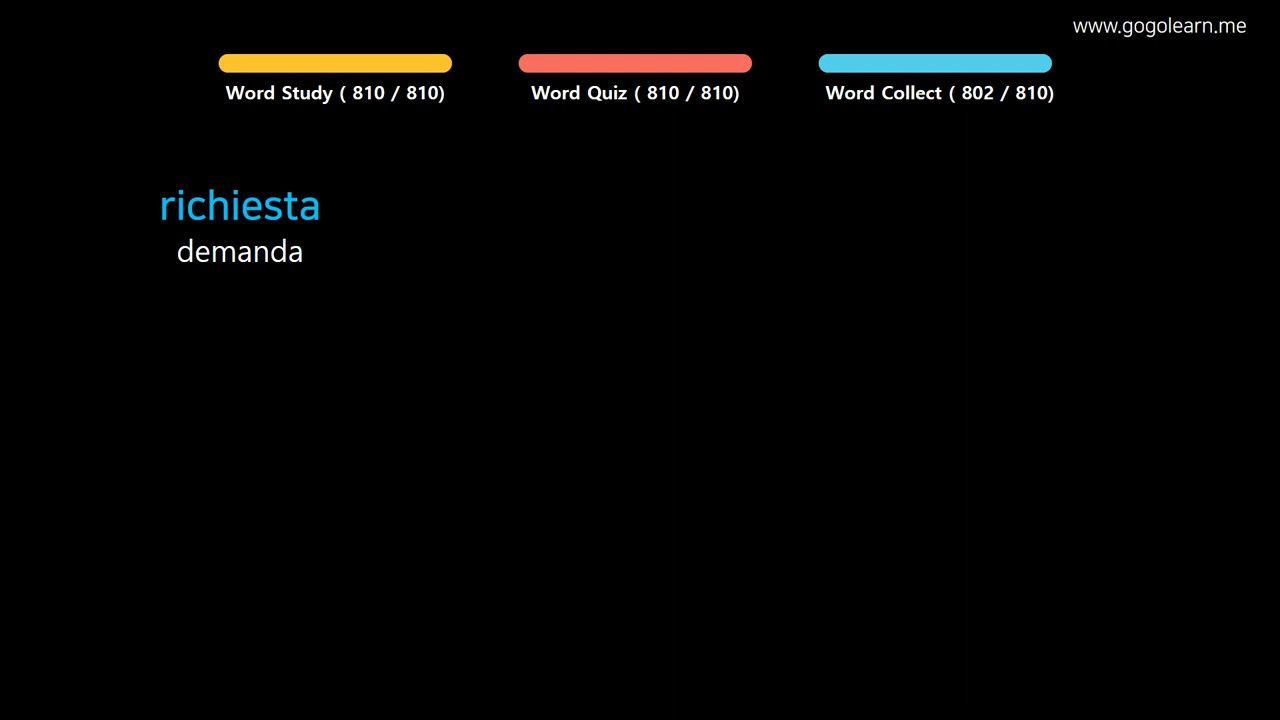 www.gogolearn.me
Word Study ( 810 / 810)
Word Quiz ( 810 / 810)
Word Collect ( 802 / 810)
richiesta
demanda